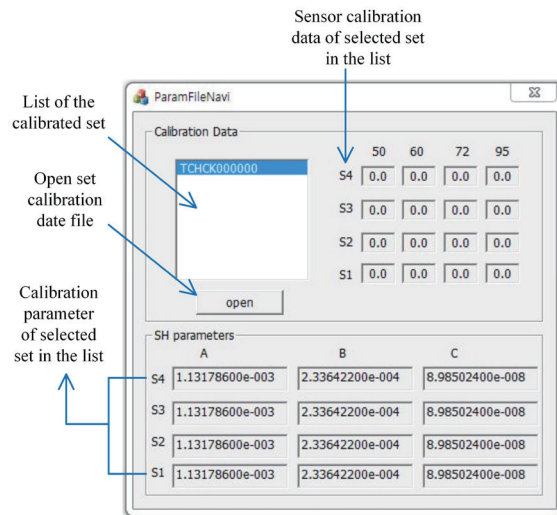 Sensor calibration
data of selected set
in the list
ParamFileNavi
List of the
calibrated set
Calibration Data
50 60 72 95
TCHCK000000
S4 0.0 0.0 0.0 0.0
Open set
calibration
date file
S3 0.0 0.0 0.0 0.0
S2 0.0 0.0 0.0 0.0
S1 0.0 0.0 0.0 0.0
open
Calibration
parameter
of selected
set in the list
SH parameters
A B C
S4 1.13178600e-003 2.33642200e-004 8.98502400e-008
S3 1.13178600e-003 2.33642200e-004 8.98502400e-008
S2 1.13178600e-003 2.33642200e-004 8.98502400e-008
S1 1.13178600e-003 2.33642200e-004 8.98502400e-008